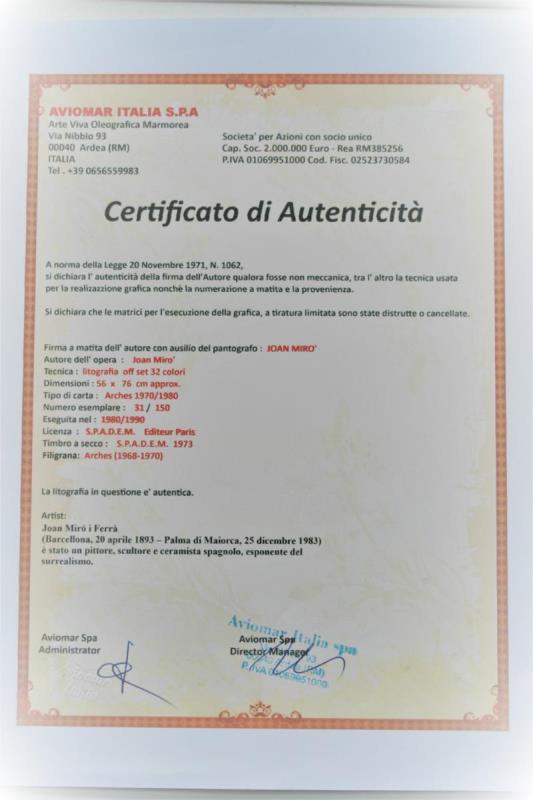 AVIOMAR ITALIA S.P.A
Arte Viva Oleografica Marmorea
Via Nibbio 93
00040 Ardea (RM)
ITALIA
Tel . +39 0656559983
Societa' per Azioni con socio unico
Cap. Soc. 2.000.000 Euro - Rea RM385256
P.IVA 01069951000 Cod. Fisc. 02523730584
Certificato di Autenticità
A norma della Legge 20 Novembre 1971, N. 1062,
si dichiara l' autenticità della firma dell'Autore qualora fosse non meccanica, tra l' altro la tecnica usata
per la realizazzione grafica nonchè la numerazione a matita e la provenienza.
Si dichiara che le matrici per l'esecuzione della grafica, a tiratura limitata sono state distrutte o cancellate.
Firma a matita dell' autore con ausilio del pantografo : JOAN MIRO'
Autore dell' opera : Joan Miro'
Tecnica : litografia off set 32 colori
Dimensioni : 56 x 76 cm approx.
Tipo di carta : Arches 1970/1980
Numero esemplare : 31 / 150
Eseguita nel : 1980/1990
Licenza : S.P.A.D.E.M. Editeur Paris
Timbro a secco : S.P.A.D.E.M. 1973
Filigrana: Arches (1968-1970)
La litografia in questione e' autentica.
Artist:
Joan Miró i Ferrà
(Barcellona, 20 aprile 1893 – Palma di Maiorca, 25 dicembre 1983)
è stato un pittore, scultore e ceramista spagnolo, esponente del
surrealismo.
Aviomar Spa
Administrator
Aviomar Spa
Director Manager
Aviomar Italia spa
93
(RM)
P.IVA 01069951000